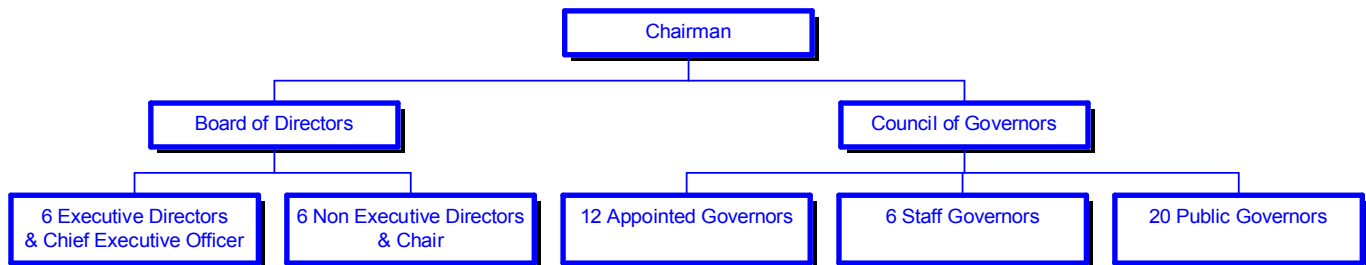 Chairman
Board of Directors
Council of Governors
6 Executive Directors
& Chief Executive Officer
6 Non Executive Directors
& Chair
12 Appointed Governors
6 Staff Governors
20 Public Governors